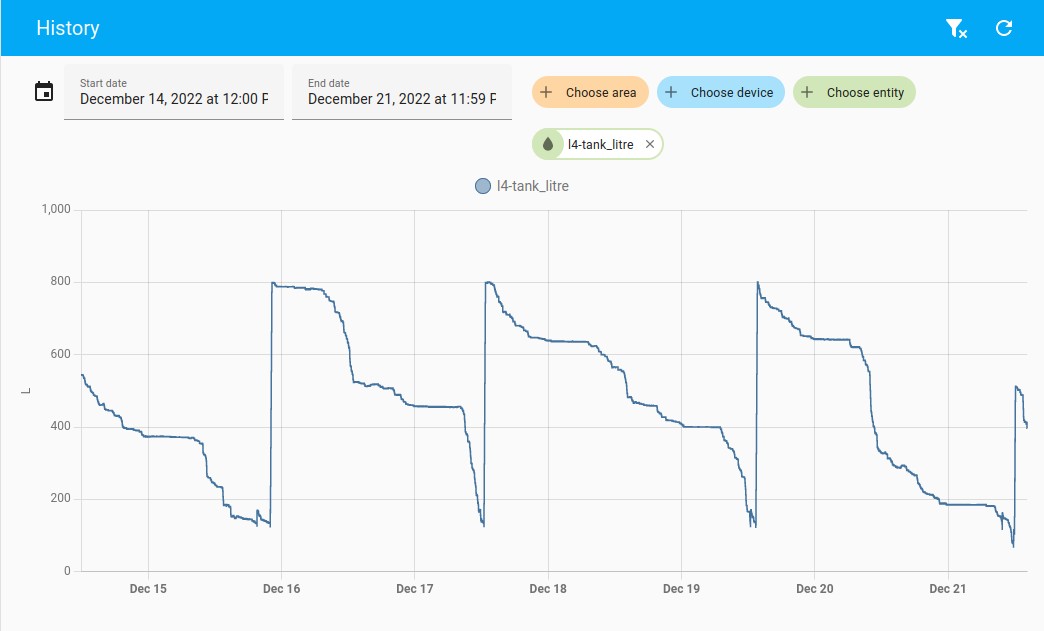 History
Start date
December 14, 2022 at 12:00 P
End date
December 21, 2022 at 11:59 P
Choose area
Choose device
Choose entity
l4-tank_litre
l4-tank_litre
1,000
800
600
400
200
0
L
Dec 15
Dec 16
Dec 17
Dec 18
Dec 19
Dec 20
Dec 21